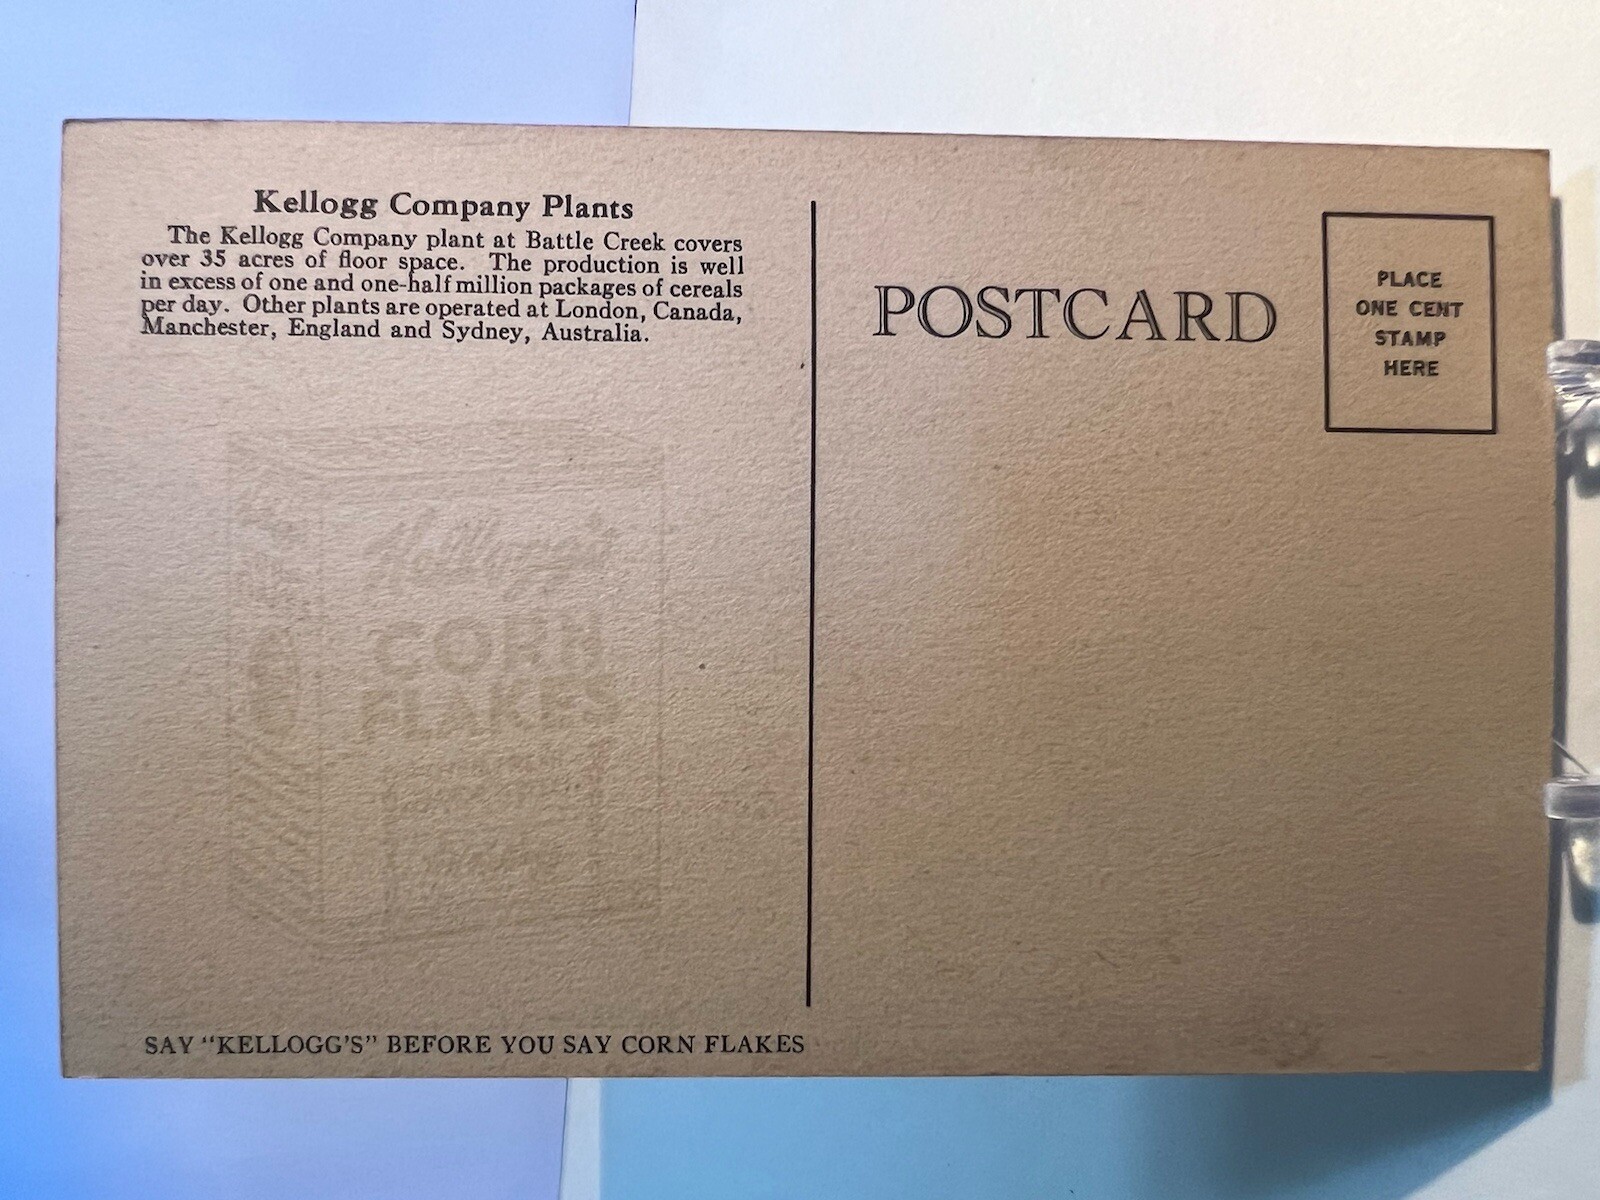 Kellogg Company Plants
The Kellogg Company plant at Battle Creek covers
over 35 acres of floor space. The production is well
in excess of one and one-half million packages of cereals
per day. Other plants are operated at London, Canada,
Manchester, England and Sydney, Australia.
POSTCARD
PLACE
ONE CENT
STAMP
HERE
Kellogg's
CORN
FLAKES
SAY "KELLOGG'S" BEFORE YOU SAY CORN FLAKES